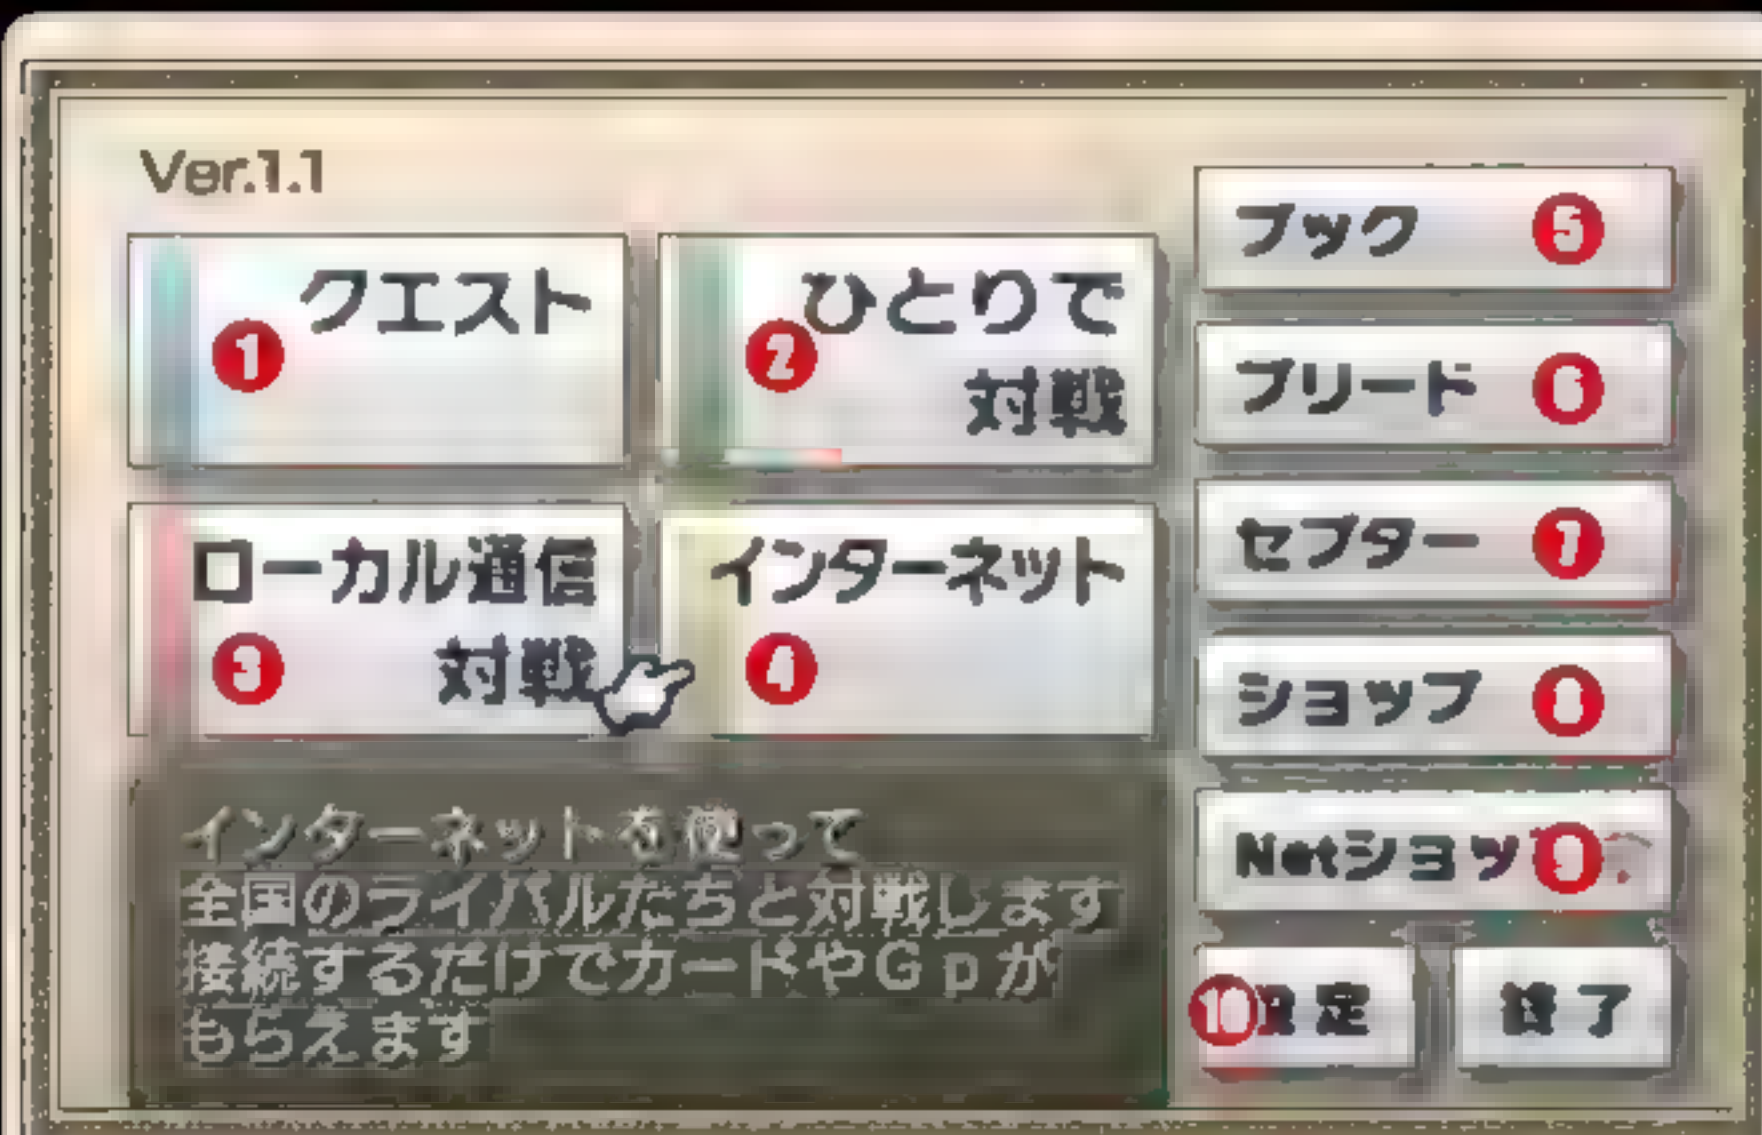 Ver.1.1
クエスト
1
ひとりで
2
対戦
ローカル通信
対戦
3
インターネット
4
ブック 5
ブリード 6
セプター 7
ショップ 8
Netショッ 9
10 定
終了
インターネットを使って
全国のライバルたちと対戦します
接続するだけでカードやGpが
もらえます